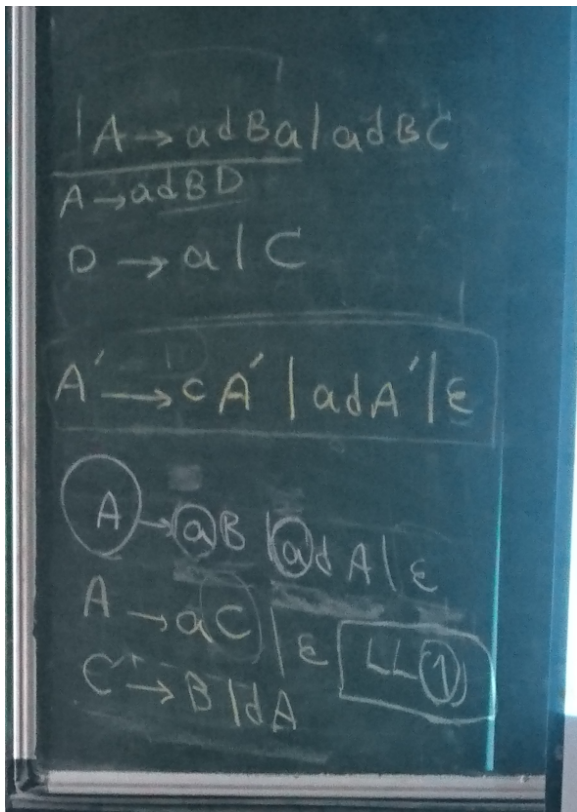 A → adBa | adBC
A → adBD
D → a | C
A' → cA' | adA' | ε
A → aB | adA | ε
A → aC | ε LL(1)
C → B | dA